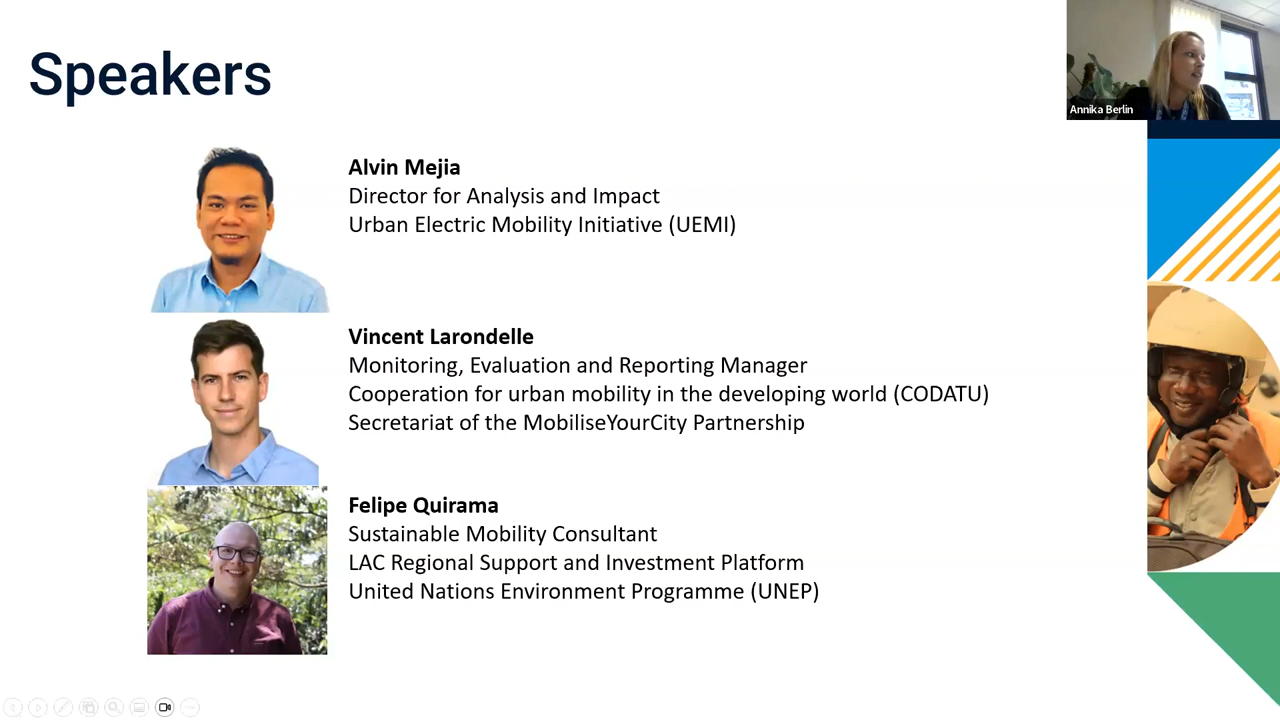 Speakers
Annika Berlin
Alvin Mejia
Director for Analysis and Impact
Urban Electric Mobility Initiative (UEMI)
Vincent Larondelle
Monitoring, Evaluation and Reporting Manager
Cooperation for urban mobility in the developing world (CODATU)
Secretariat of the MobiliseYourCity Partnership
Felipe Quirama
Sustainable Mobility Consultant
LAC Regional Support and Investment Platform
United Nations Environment Programme (UNEP)